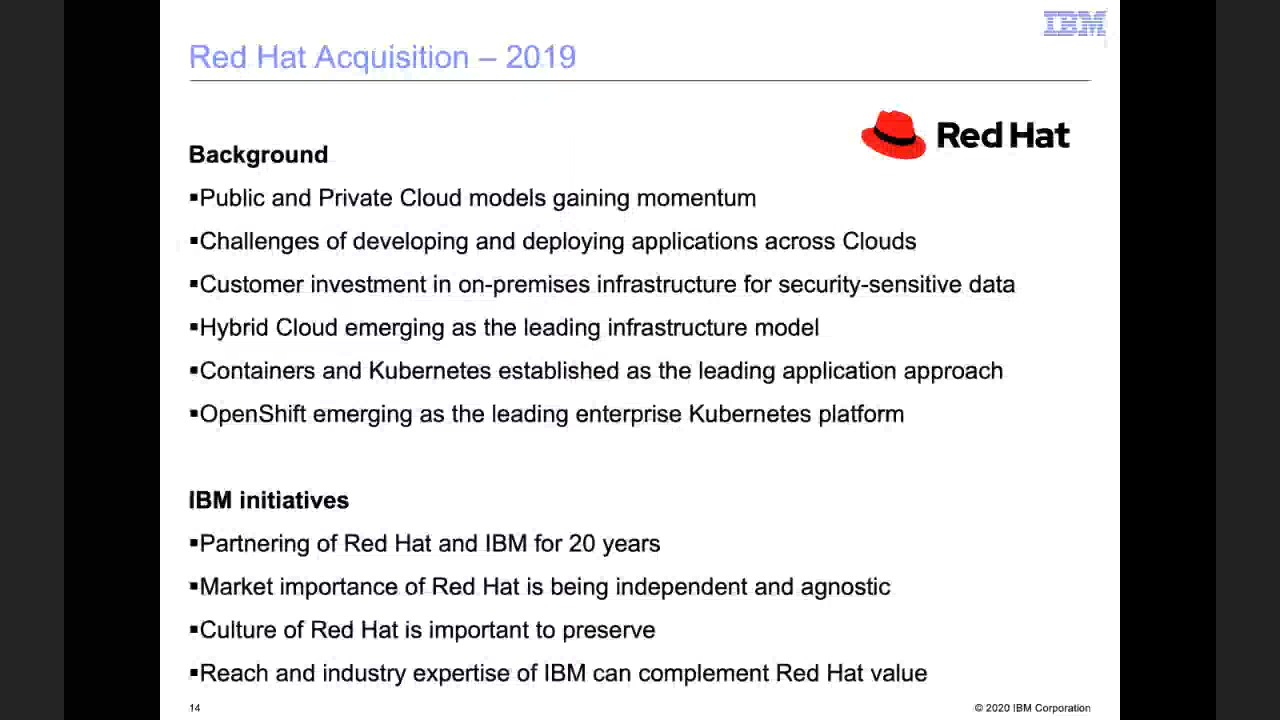 IBM
Red Hat Acquisition – 2019
Red Hat
Background
▪Public and Private Cloud models gaining momentum
▪Challenges of developing and deploying applications across Clouds
▪Customer investment in on-premises infrastructure for security-sensitive data
▪Hybrid Cloud emerging as the leading infrastructure model
▪Containers and Kubernetes established as the leading application approach
▪OpenShift emerging as the leading enterprise Kubernetes platform
IBM initiatives
▪Partnering of Red Hat and IBM for 20 years
▪Market importance of Red Hat is being independent and agnostic
▪Culture of Red Hat is important to preserve
▪Reach and industry expertise of IBM can complement Red Hat value
14
© 2020 IBM Corporation